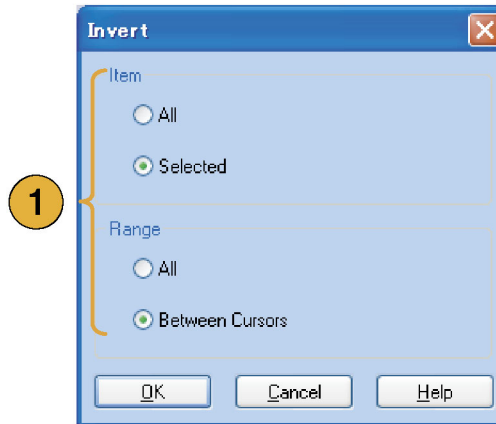 Invert
Item
All
Selected
1
Range
All
Between Cursors
OK
Cancel
Help